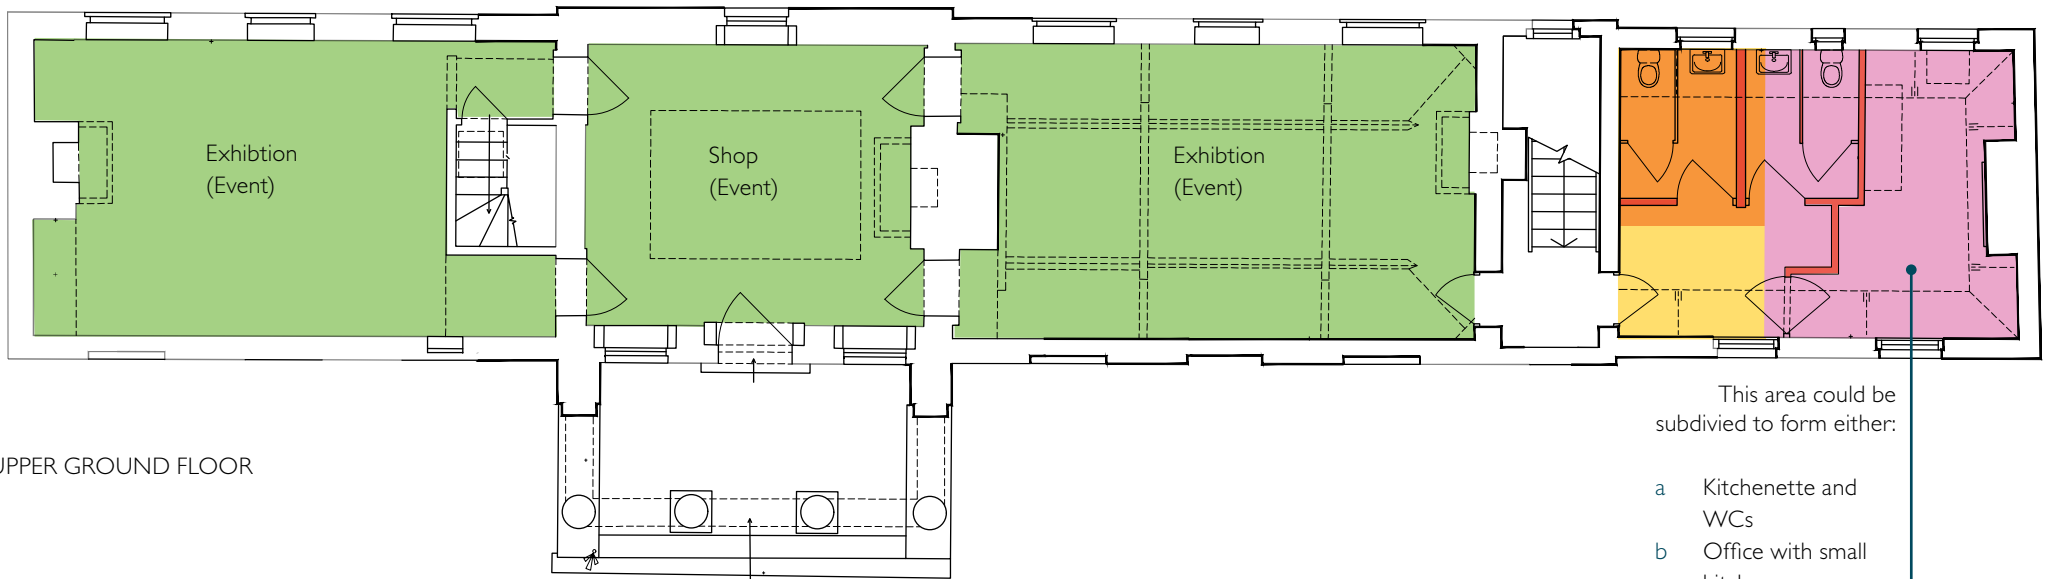 Exhibtion
(Event)
Shop
(Event)
Exhibtion
(Event)
This area could be
subdivied to form either:
UPPER GROUND FLOOR
a Kitchenette and
WCs
b Office with small